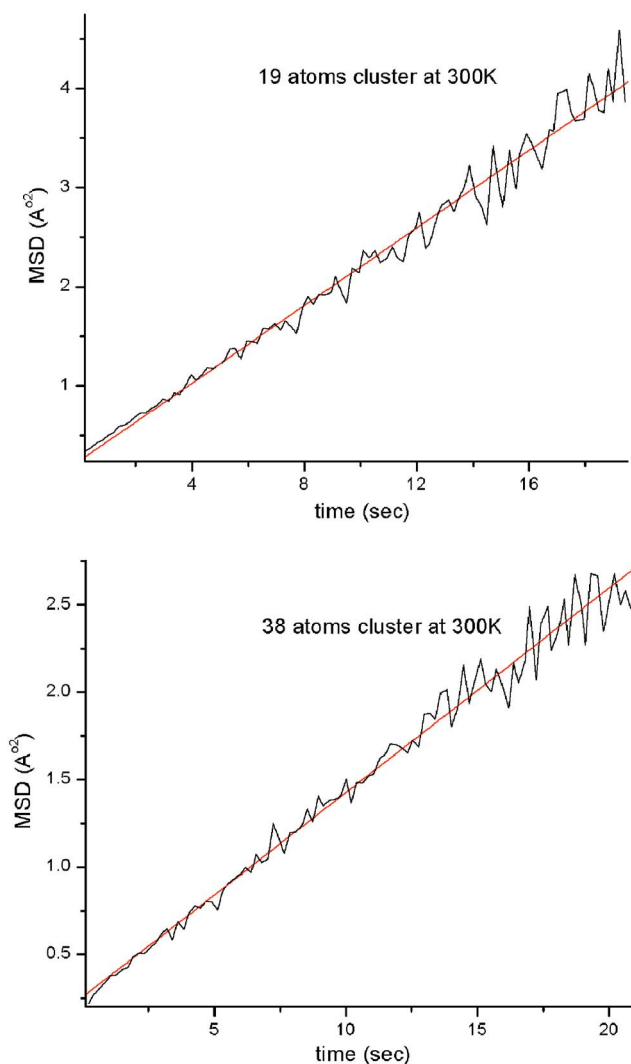 19 atoms cluster at 300K
4
3
2
1
MSD (A°²)
4 8 12 16
time (sec)
38 atoms cluster at 300K
2.5
2.0
1.5
1.0
0.5
MSD (A°²)
5 10 15 20
time (sec)